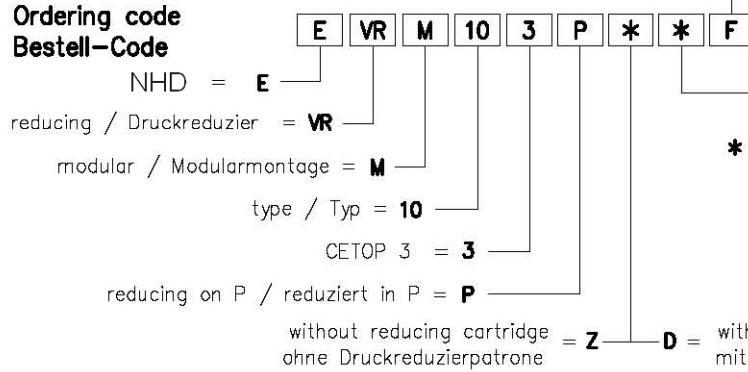 Ordering code
Bestell-Code
E VR M 10 3 P * * F
NHD = E
reducing / Druckreduzier = VR
modular / Modularmontage = M
*
type / Typ = 10
CETOP 3 = 3
reducing on P / reduziert in P = P
without reducing cartridge
ohne Druckreduzierpatrone = Z
D =
mit